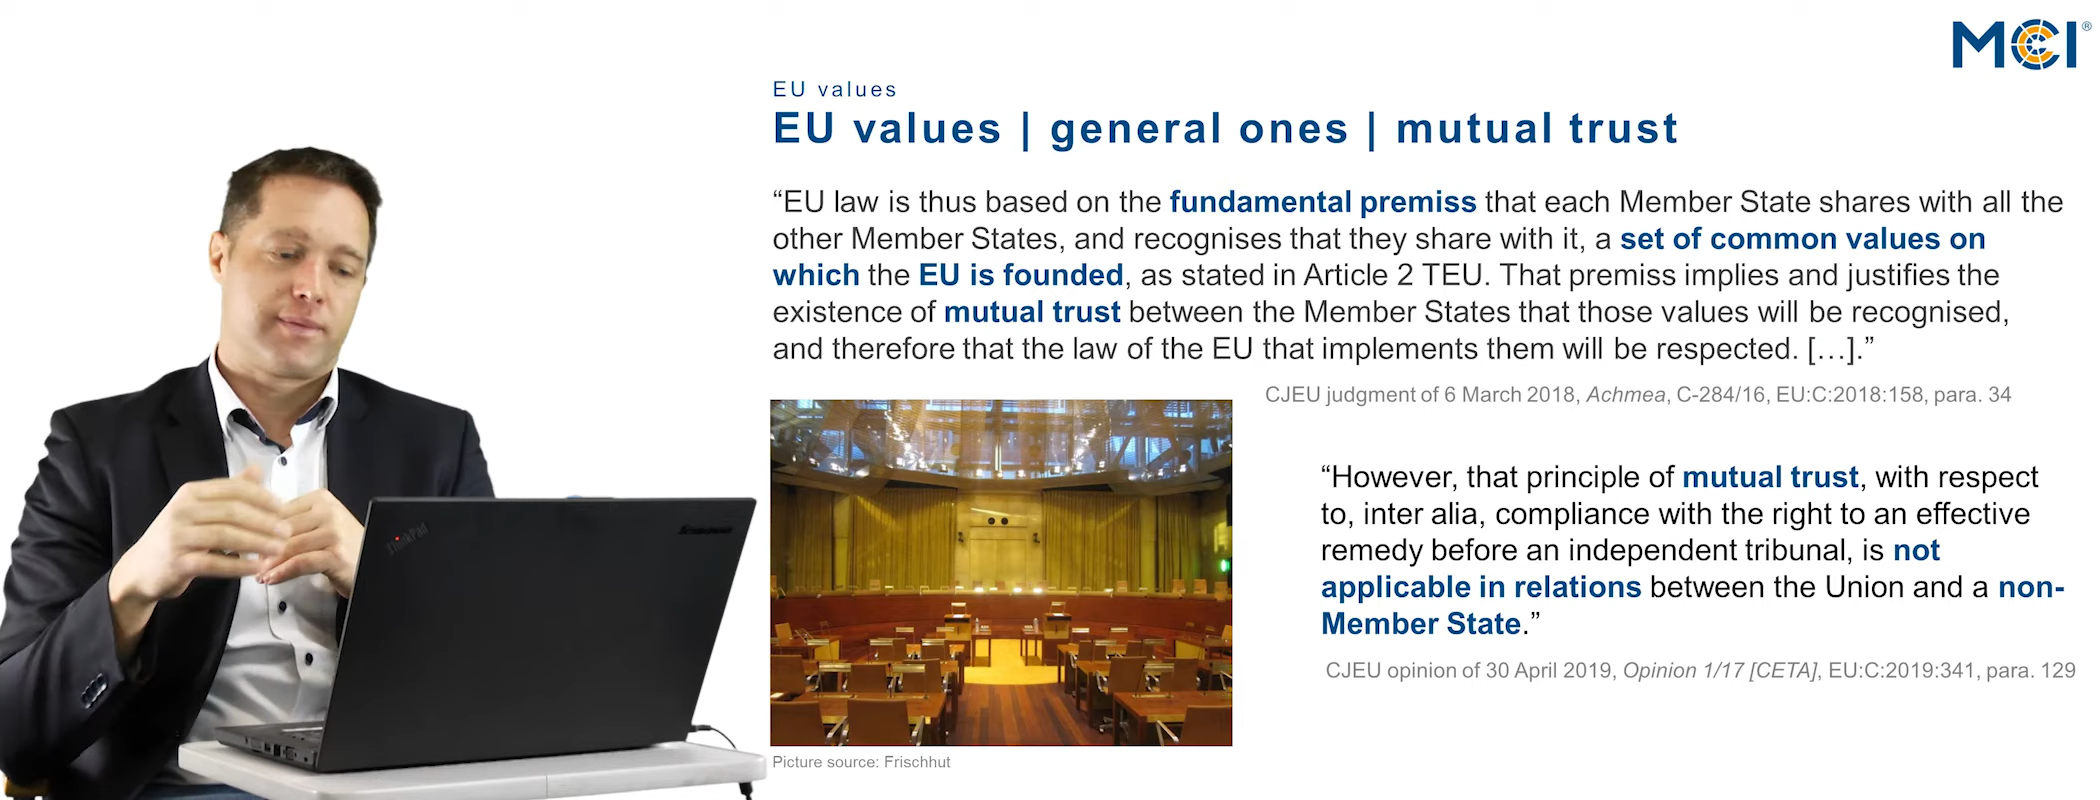 MCI®
EU values
EU values | general ones | mutual trust
“EU law is thus based on the fundamental premiss that each Member State shares with all the
other Member States, and recognises that they share with it, a set of common values on
which the EU is founded, as stated in Article 2 TEU. That premiss implies and justifies the
existence of mutual trust between the Member States that those values will be recognised,
and therefore that the law of the EU that implements them will be respected. […].”
CJEU judgment of 6 March 2018, Achmea, C-284/16, EU:C:2018:158, para. 34
“However, that principle of mutual trust, with respect
to, inter alia, compliance with the right to an effective
remedy before an independent tribunal, is not
applicable in relations between the Union and a non-
Member State.”
CJEU opinion of 30 April 2019, Opinion 1/17 [CETA], EU:C:2019:341, para. 129
Picture source: Frischhut
ThinkPad
Lenovo